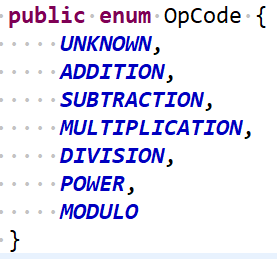 public enum OpCode {
    UNKNOWN,
    ADDITION,
    SUBTRACTION,
    MULTIPLICATION,
    DIVISION,
    POWER,
    MODULO
}